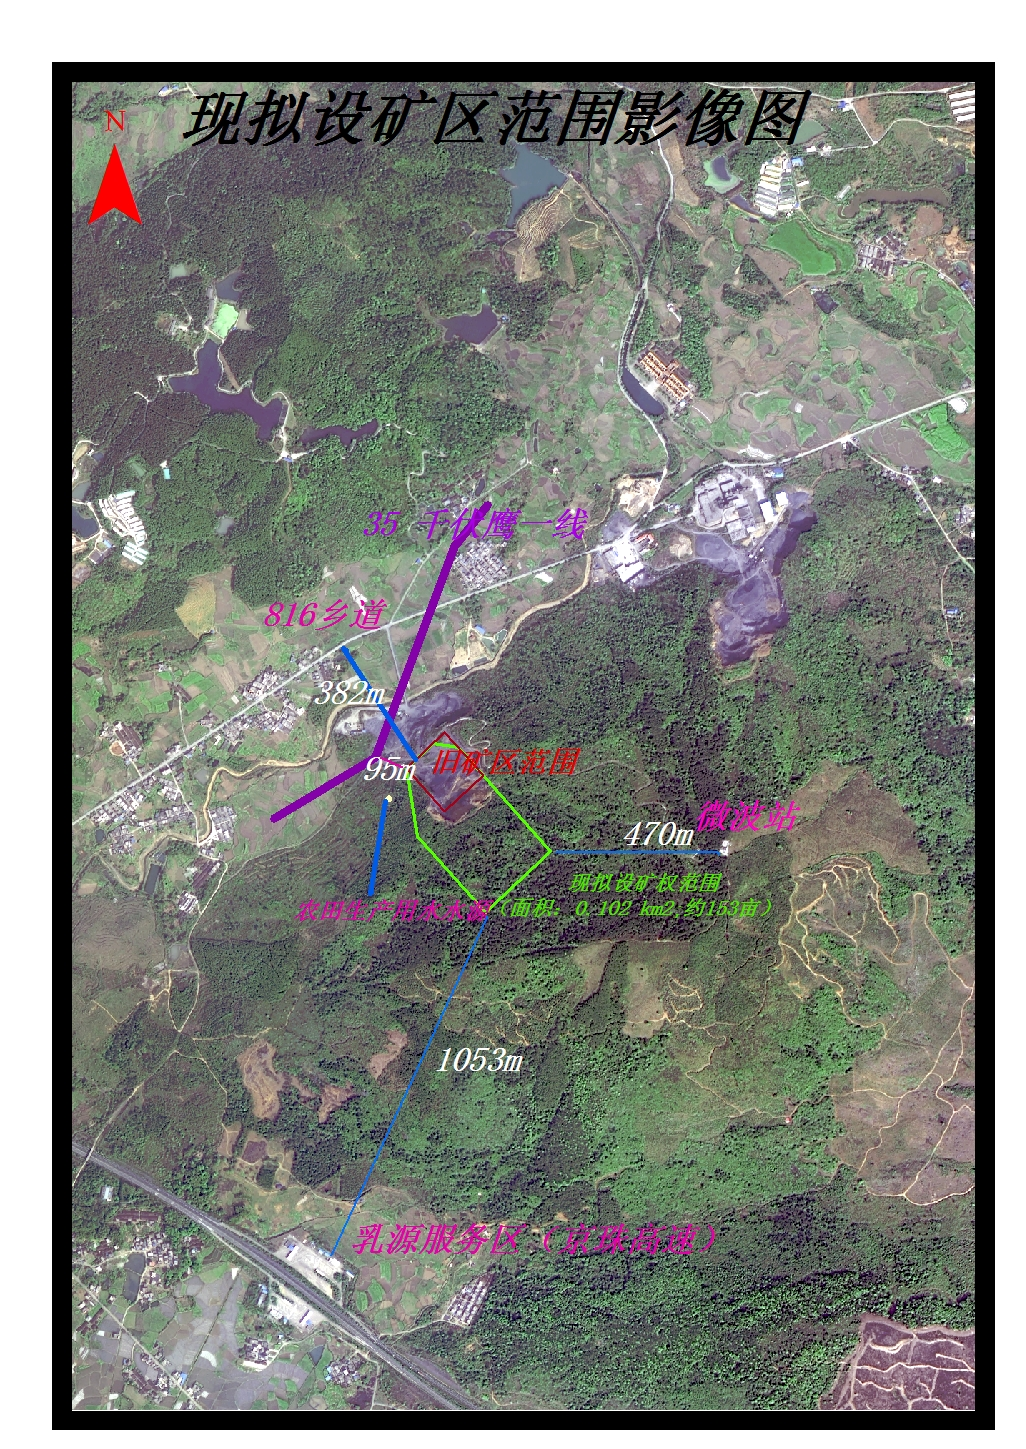 现拟设矿区范围影像图
N
35 千伏鹰一线
816乡道
382m
95m
旧矿区范围
470m
微波站
现拟设矿权范围
(面积: 0.102 km2,约153亩)
农田生产用水水源
1053m
乳源服务区(京珠高速)